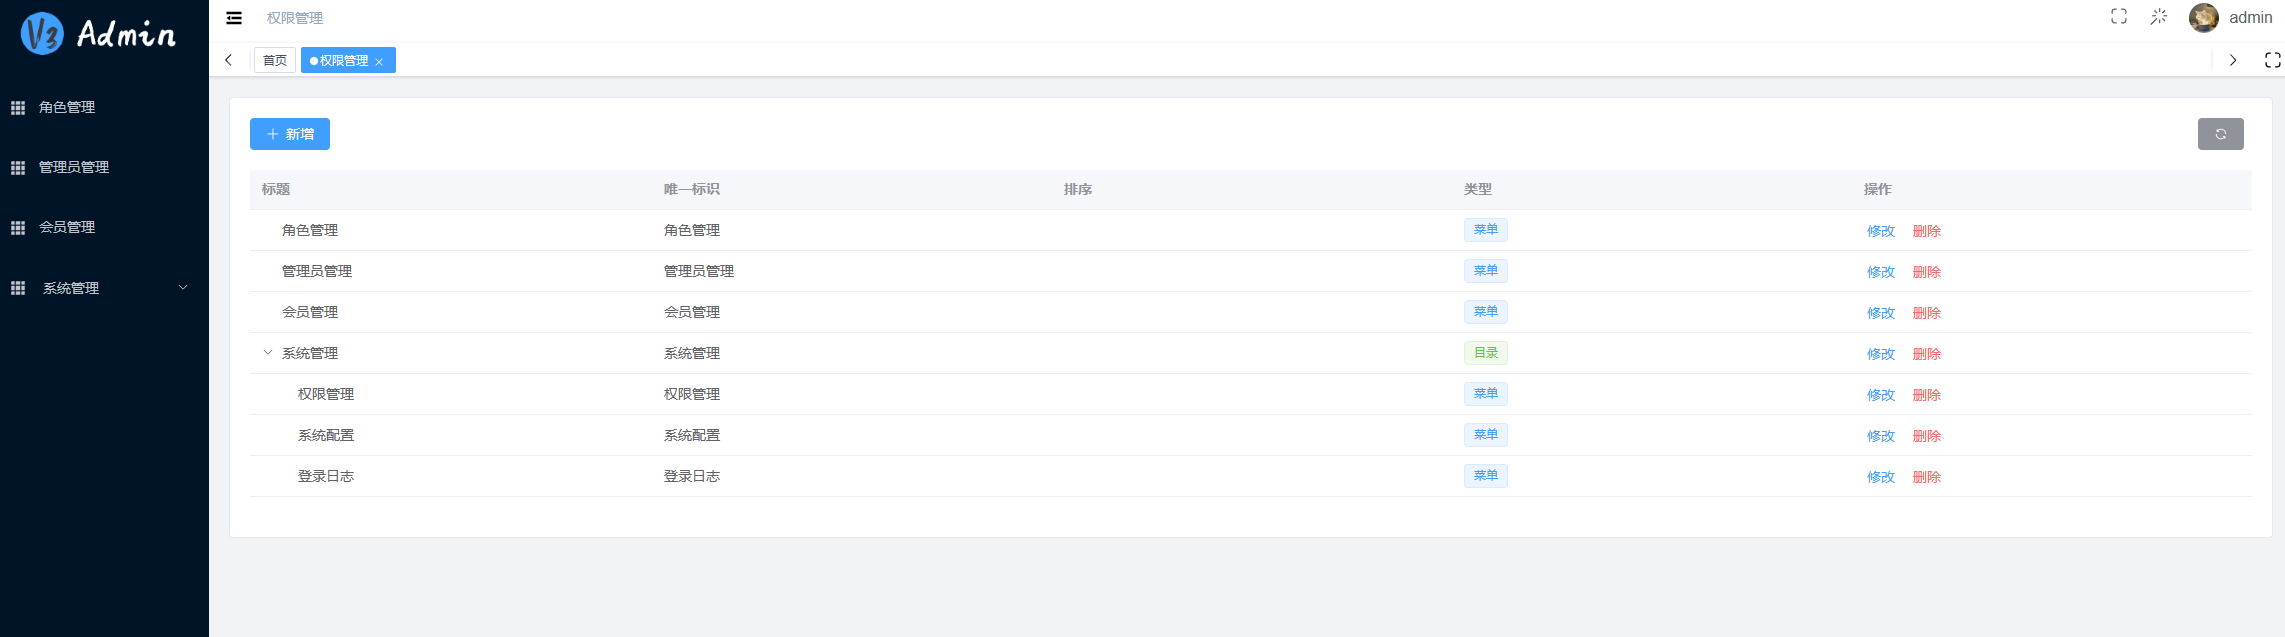 V3 Admin
权限管理
admin
首页
权限管理
角色管理
管理员管理
会员管理
系统管理
新增
标题 唯一标识 排序 类型 操作
角色管理 角色管理 菜单 修改 删除
管理员管理 管理员管理 菜单 修改 删除
会员管理 会员管理 菜单 修改 删除
系统管理 系统管理 目录 修改 删除
权限管理 权限管理 菜单 修改 删除
系统配置 系统配置 菜单 修改 删除
登录日志 登录日志 菜单 修改 删除